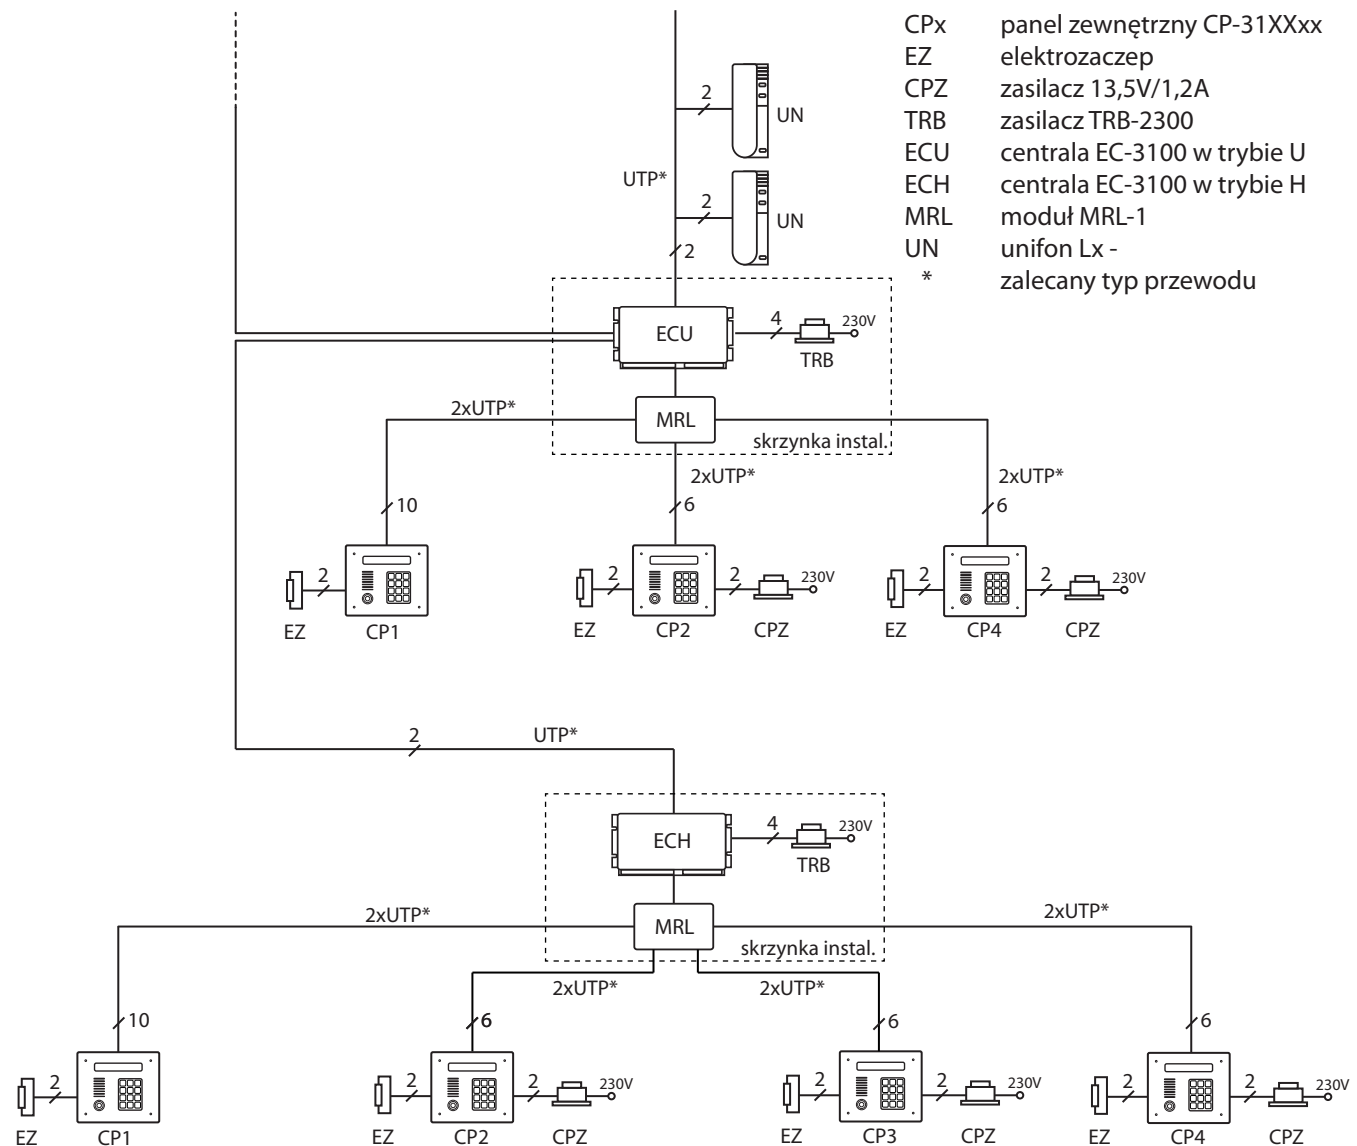 CPx panel zewnętrzny CP-31XXxx
EZ elektrozaczep
CPZ zasilacz 13,5V/1,2A
TRB zasilacz TRB-2300
ECU centrala EC-3100 w trybie U
ECH centrala EC-3100 w trybie H
MRL moduł MRL-1
UN unifon Lx -
* zalecany typ przewodu
2
UN
UTP*
2
UN
2
ECU
4
230V
TRB
2xUTP*
MRL
skrzynka instal.
2xUTP*
2xUTP*
10
6
6
2
2
2
230V
2
2
230V
EZ
CP1
EZ
CP2
CPZ
EZ
CP4
CPZ
2
UTP*
ECH
4
230V
TRB
2xUTP*
MRL
2xUTP*
skrzynka instal.
2xUTP*
2xUTP*
10
6
6
6
2
2
2
230V
2
2
230V
2
2
230V
EZ
CP1
EZ
CP2
CPZ
EZ
CP3
CPZ
EZ
CP4
CPZ